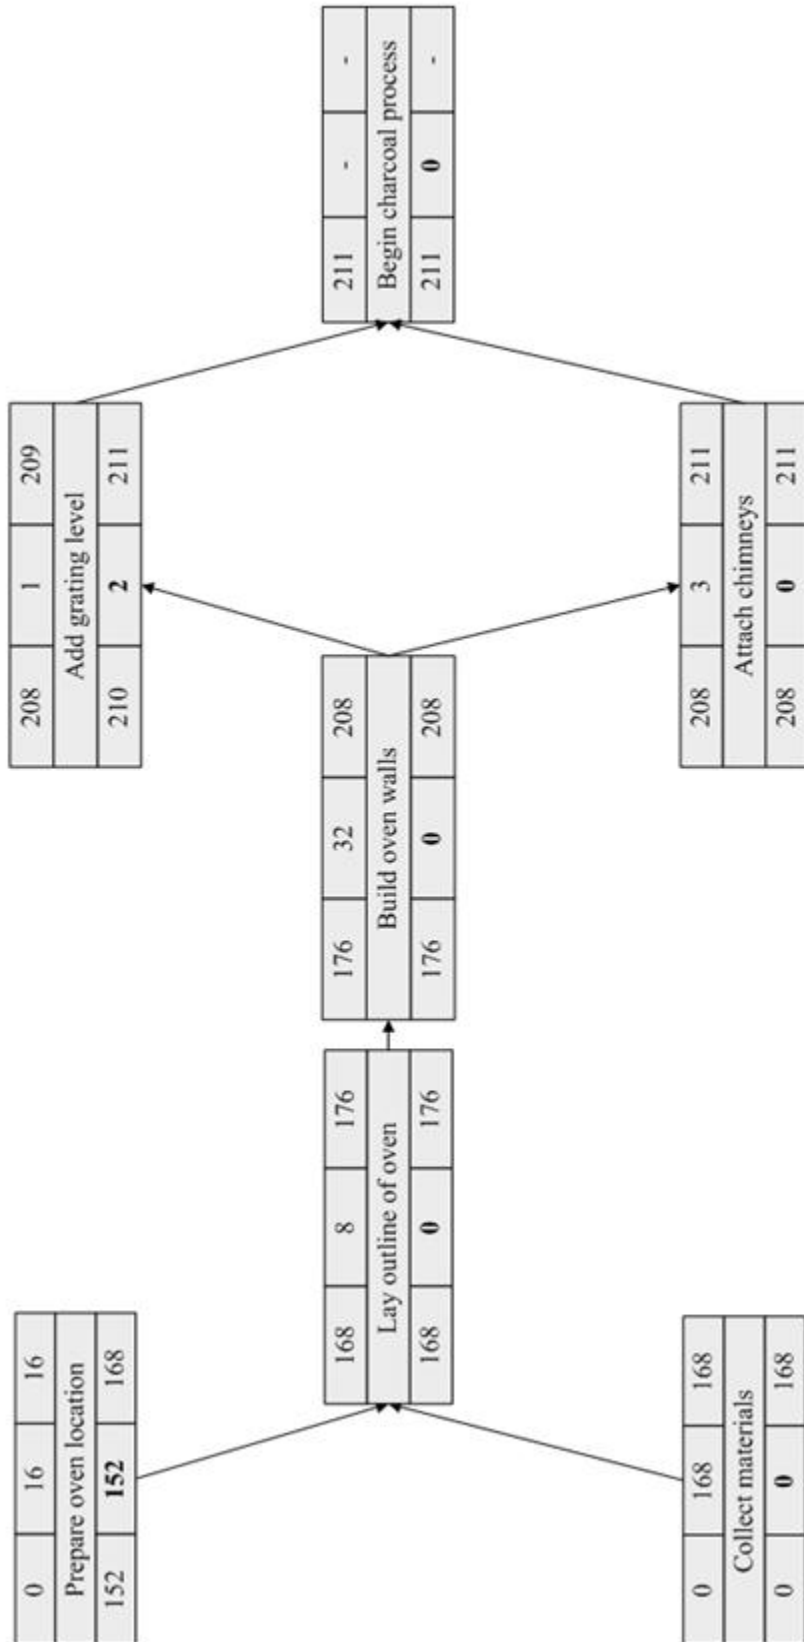 0 16 16
Prepare oven location
152 152 168
0 168 168
Collect materials
0 0 168
168 8 176
Lay outline of oven
168 0 176
176 32 208
Build oven walls
176 0 208
208 1 209
Add grating level
210 2 211
208 3 211
Attach chimneys
208 0 211
211 - -
Begin charcoal process
211 0 -